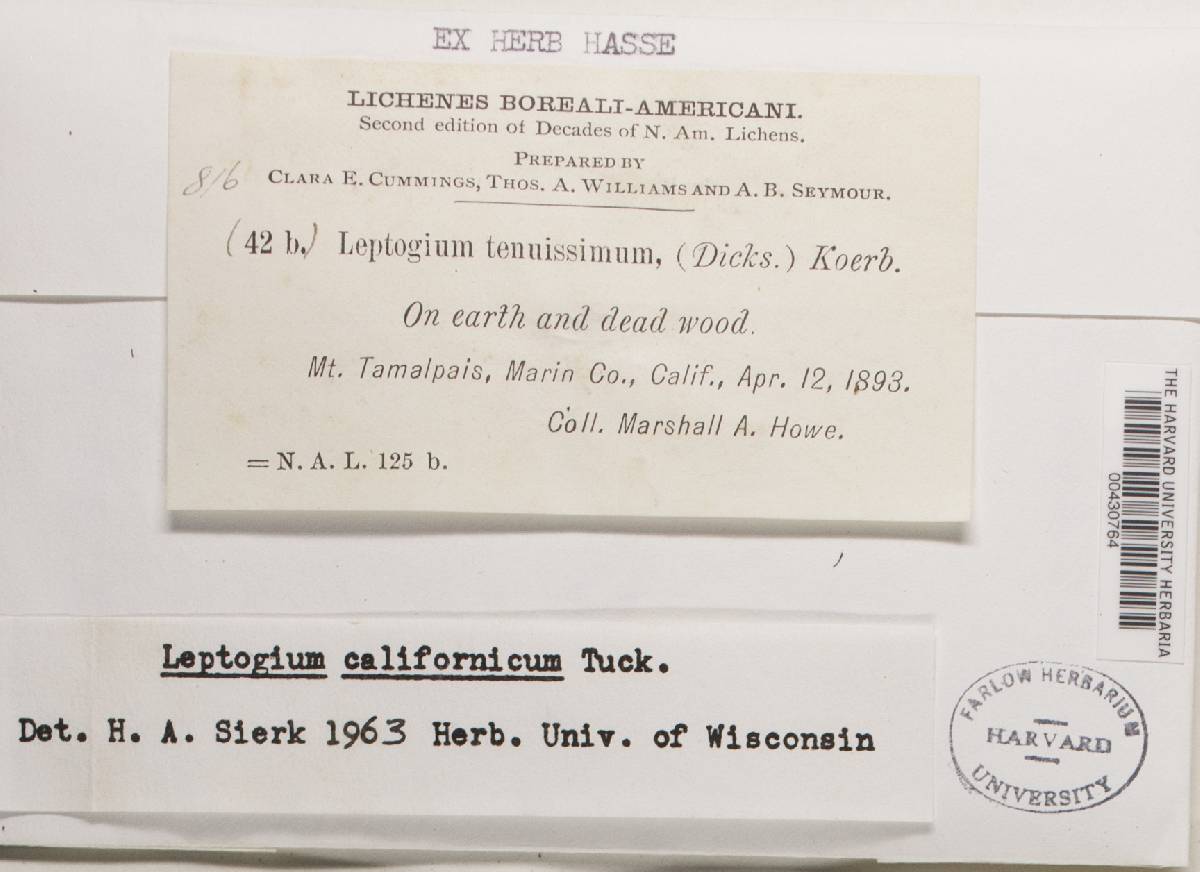 EX HERB HASSE
LICHENES BOREALI-AMERICANI.
Second edition of Decades of N. Am. Lichens.
PREPARED BY
816 CLARA E. CUMMINGS, THOS. A. WILLIAMS AND A. B. SEYMOUR.
(42 b.) Leptogium tenuissimum, (Dicks.) Koerb.
On earth and dead wood.
Mt. Tamalpais, Marin Co., Calif., Apr. 12, 1893.
Coll. Marshall A. Howe.
= N. A. L. 125 b.
THE HARVARD UNIVERSITY HERBARIA
00430764
Leptogium californicum Tuck.
Det. H. A. Sierk 1963 Herb. Univ. of Wisconsin
FARLOW HERBARIUM
HARVARD
UNIVERSITY